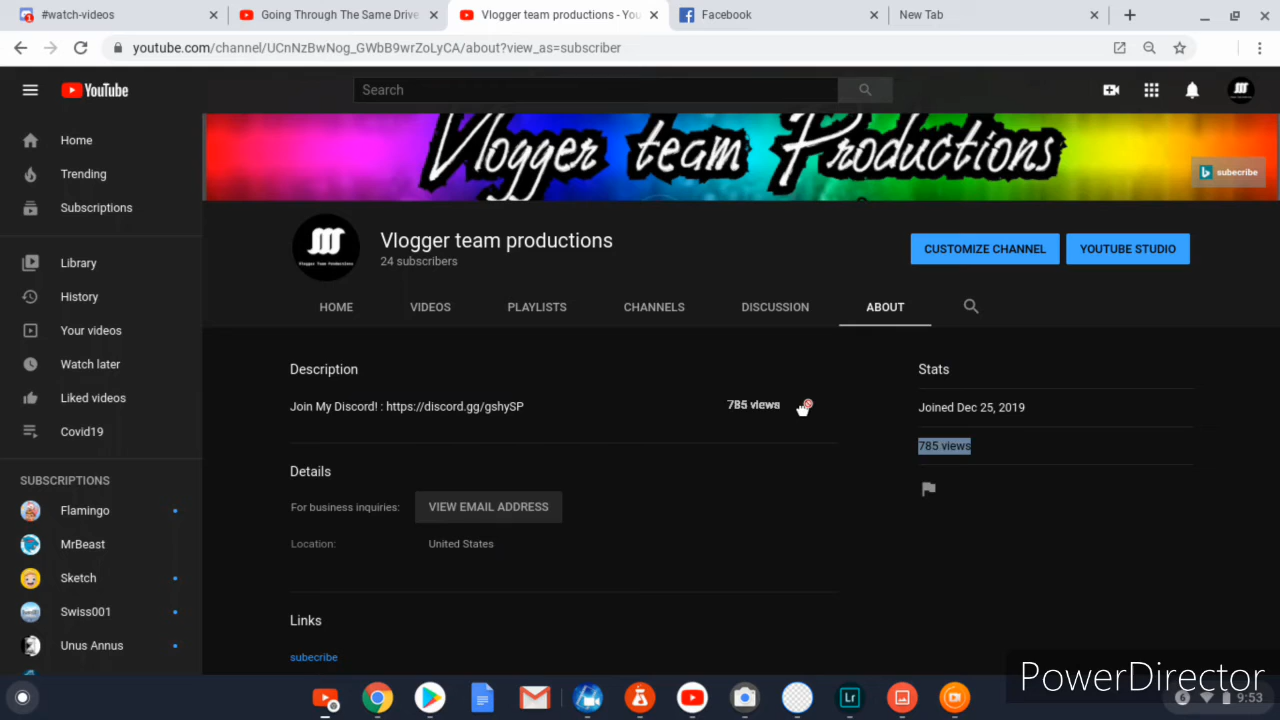 #watch-videos
Going Through The Same Drive
Vlogger team productions - You
Facebook
New Tab
youtube.com/channel/UCnNzBwNog_GWbB9wrZoLyCA/about?view_as=subscriber
YouTube
Search
Vlogger team Productions
subecribe
Home
Trending
Subscriptions
Library
History
Your videos
Watch later
Liked videos
Covid19
SUBSCRIPTIONS
Flamingo
MrBeast
Sketch
Swiss001
Unus Annus
Vlogger Team Productions
Vlogger team productions
24 subscribers
CUSTOMIZE CHANNEL
YOUTUBE STUDIO
HOME
VIDEOS
PLAYLISTS
CHANNELS
DISCUSSION
ABOUT
Description
Join My Discord! : https://discord.gg/gshySP
785 views
Details
For business inquiries:
VIEW EMAIL ADDRESS
Location:
United States
Links
subecribe
Stats
Joined Dec 25, 2019
785 views
PowerDirector
Lr
9:53